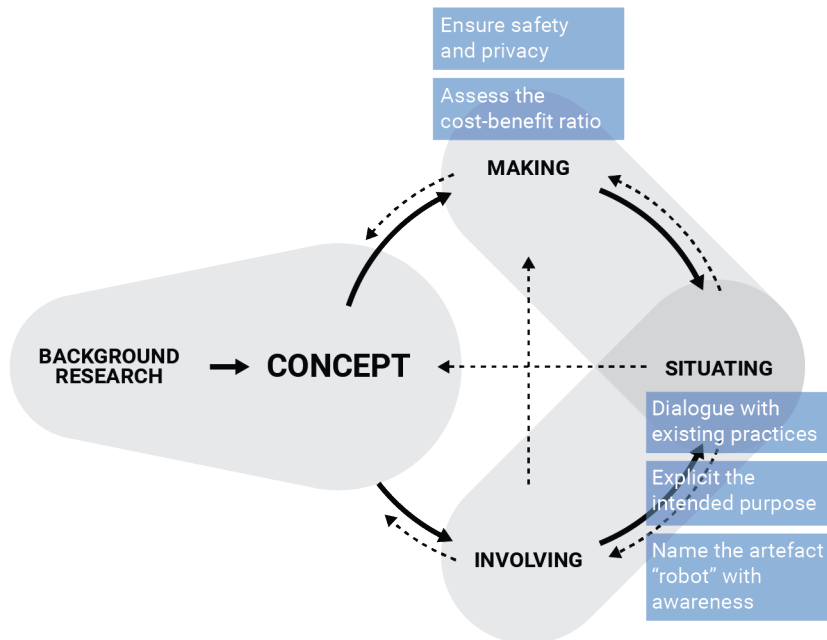 Ensure safety
and privacy
Assess the
cost-benefit ratio
MAKING
BACKGROUND
RESEARCH
CONCEPT
SITUATING
Dialogue with
existing practices
Explicit the
intended purpose
INVOLVING
Name the artefact
“robot” with
awareness